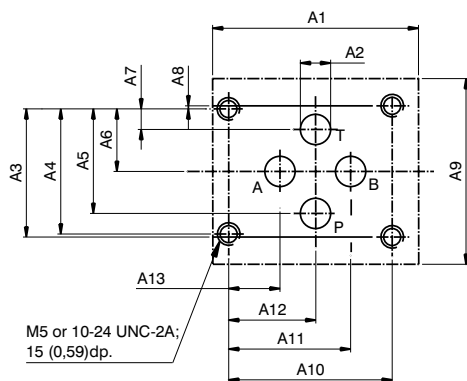 A1
A2
A7
A8
A3
A4
A5
A6
T
A
B
P
A9
A13
A12
A11
A10
M5 or 10-24 UNC-2A;
15 (0,59)dp.